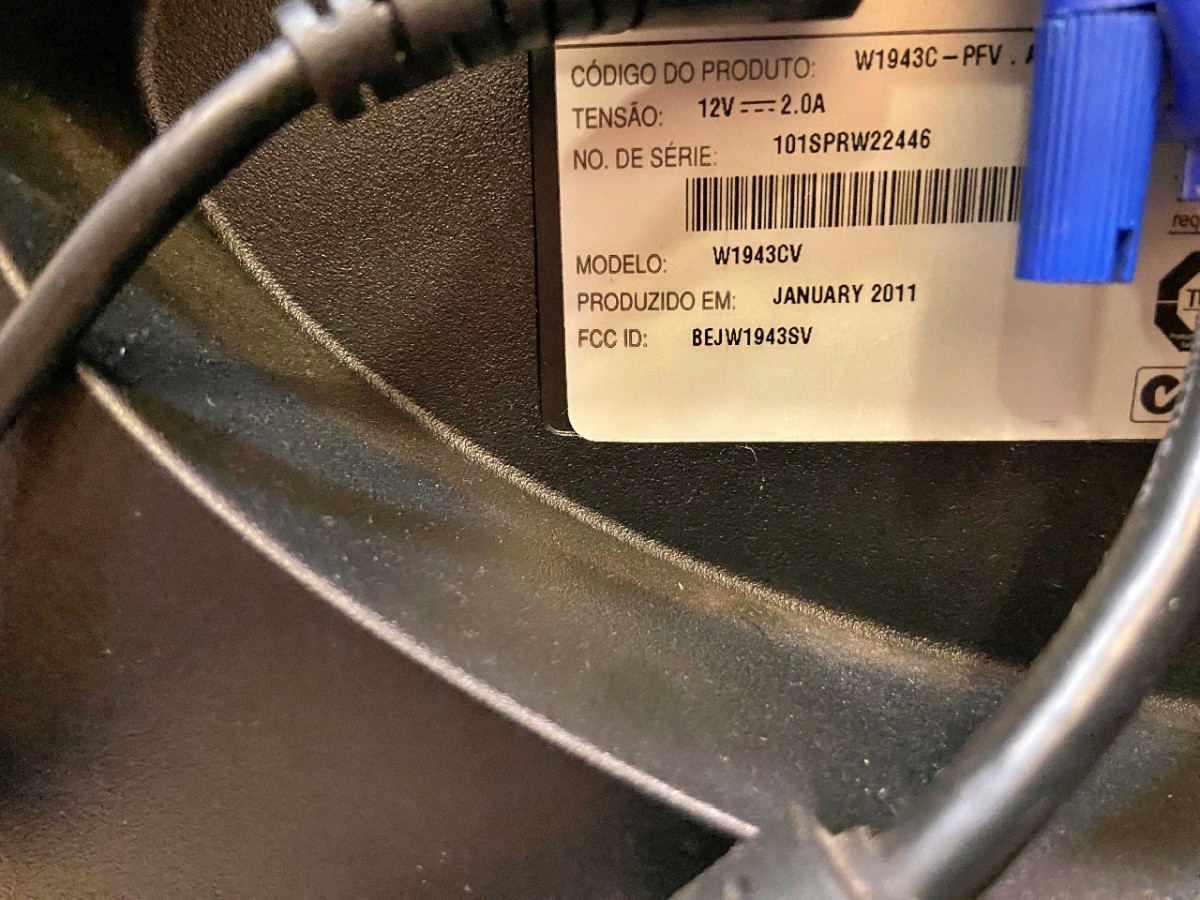 CÓDIGO DO PRODUTO: W1943C-PFV .
TENSÃO: 12V ⎓ 2.0A
NO. DE SÉRIE: 101SPRW22446
MODELO: W1943CV
PRODUZIDO EM: JANUARY 2011
FCC ID: BEJW1943SV